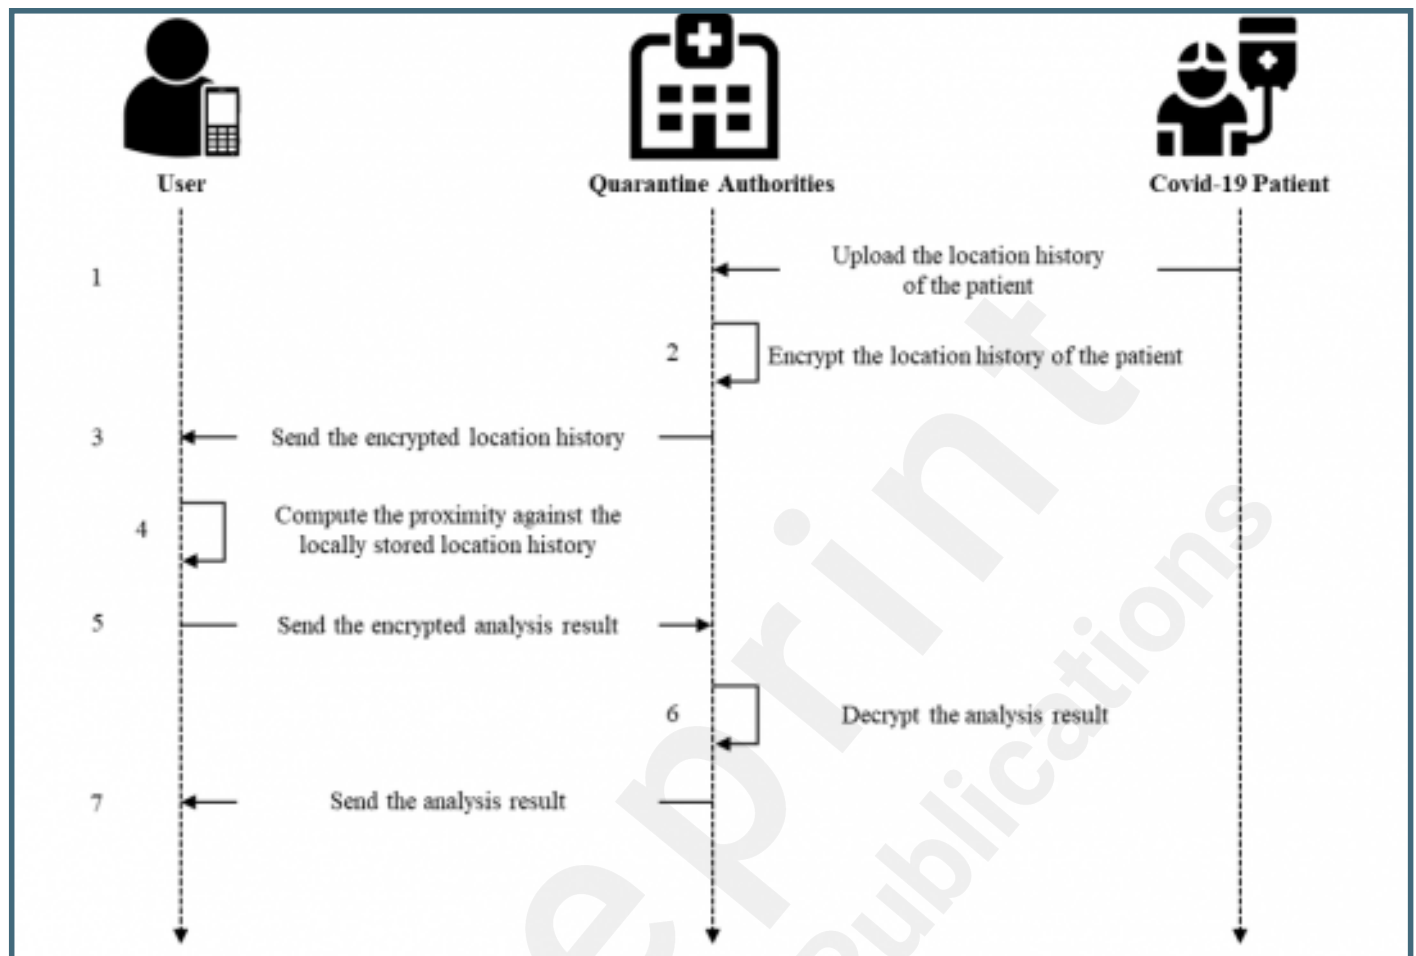 User
Quarantine Authorities
Covid-19 Patient
1
Upload the location history
of the patient
2
Encrypt the location history of the patient
3
Send the encrypted location history
4
Compute the proximity against the
locally stored location history
5
Send the encrypted analysis result
6
Decrypt the analysis result
7
Send the analysis result
eprint
Publications